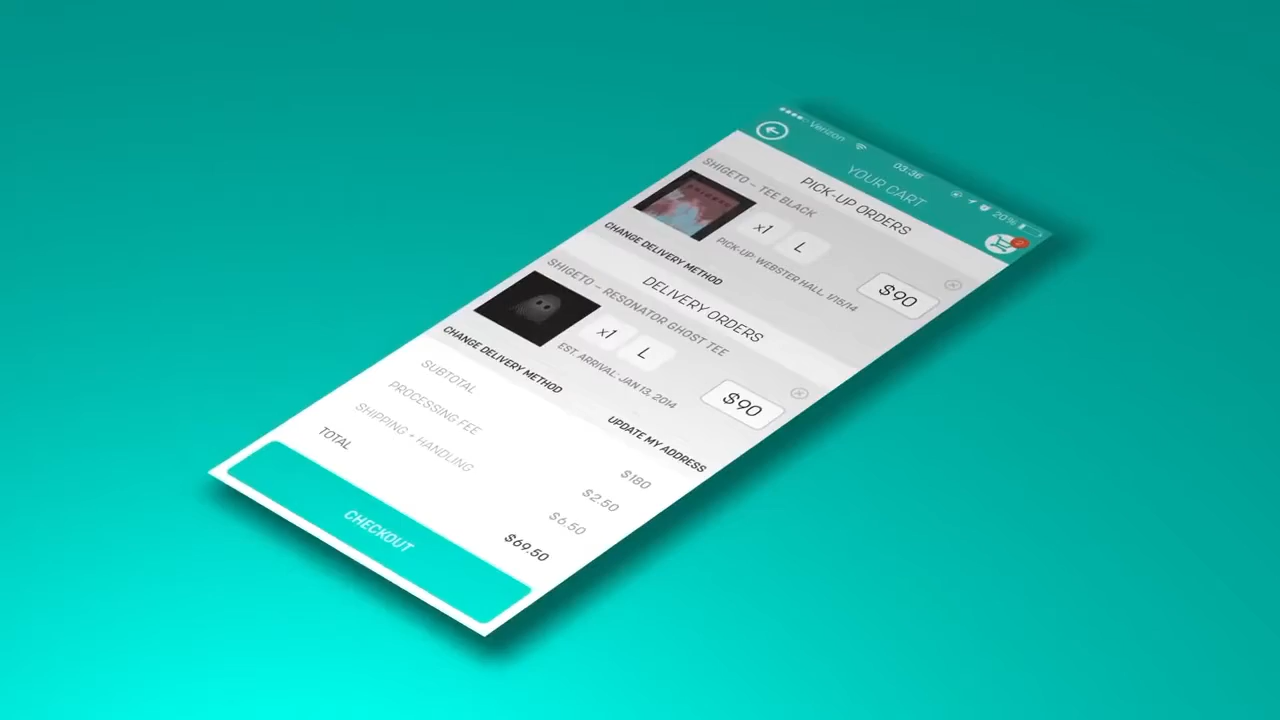 Verizon 03:36 20%
YOUR CART
2
PICK-UP ORDERS
SHIGETO – TEE BLACK
x1 L
PICK-UP: WEBSTER HALL, 1/15/14
$90
CHANGE DELIVERY METHOD
DELIVERY ORDERS
SHIGETO – RESONATOR GHOST TEE
x1 L
EST. ARRIVAL: JAN 13, 2014
$90
CHANGE DELIVERY METHOD
UPDATE MY ADDRESS
SUBTOTAL $180
PROCESSING FEE $2.50
SHIPPING + HANDLING $6.50
TOTAL $69.50
CHECKOUT